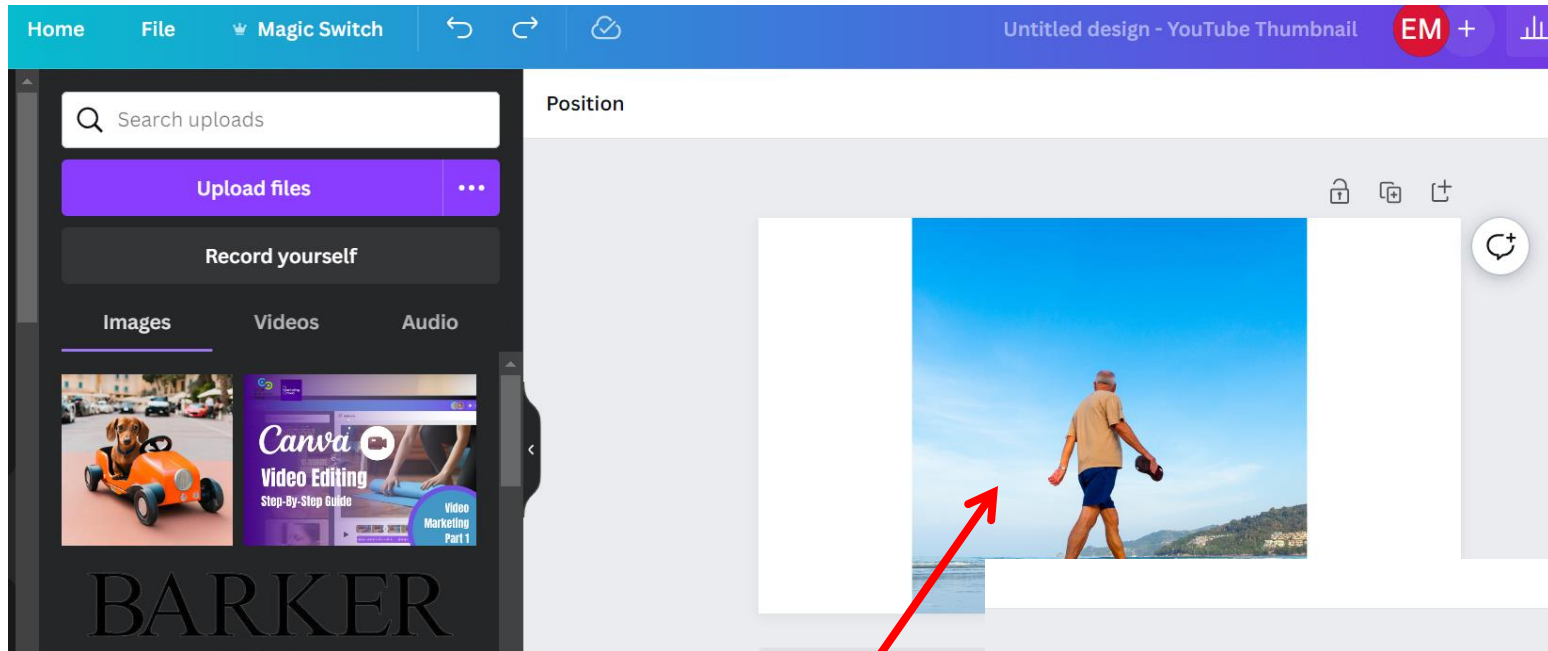 Home File Magic Switch Untitled design - YouTube Thumbnail EM +
Search uploads
Position
Upload files
Record yourself
Images Videos Audio
Canva
Video Editing
Step-By-Step Guide
Video
Marketing
Part 1
BARKER